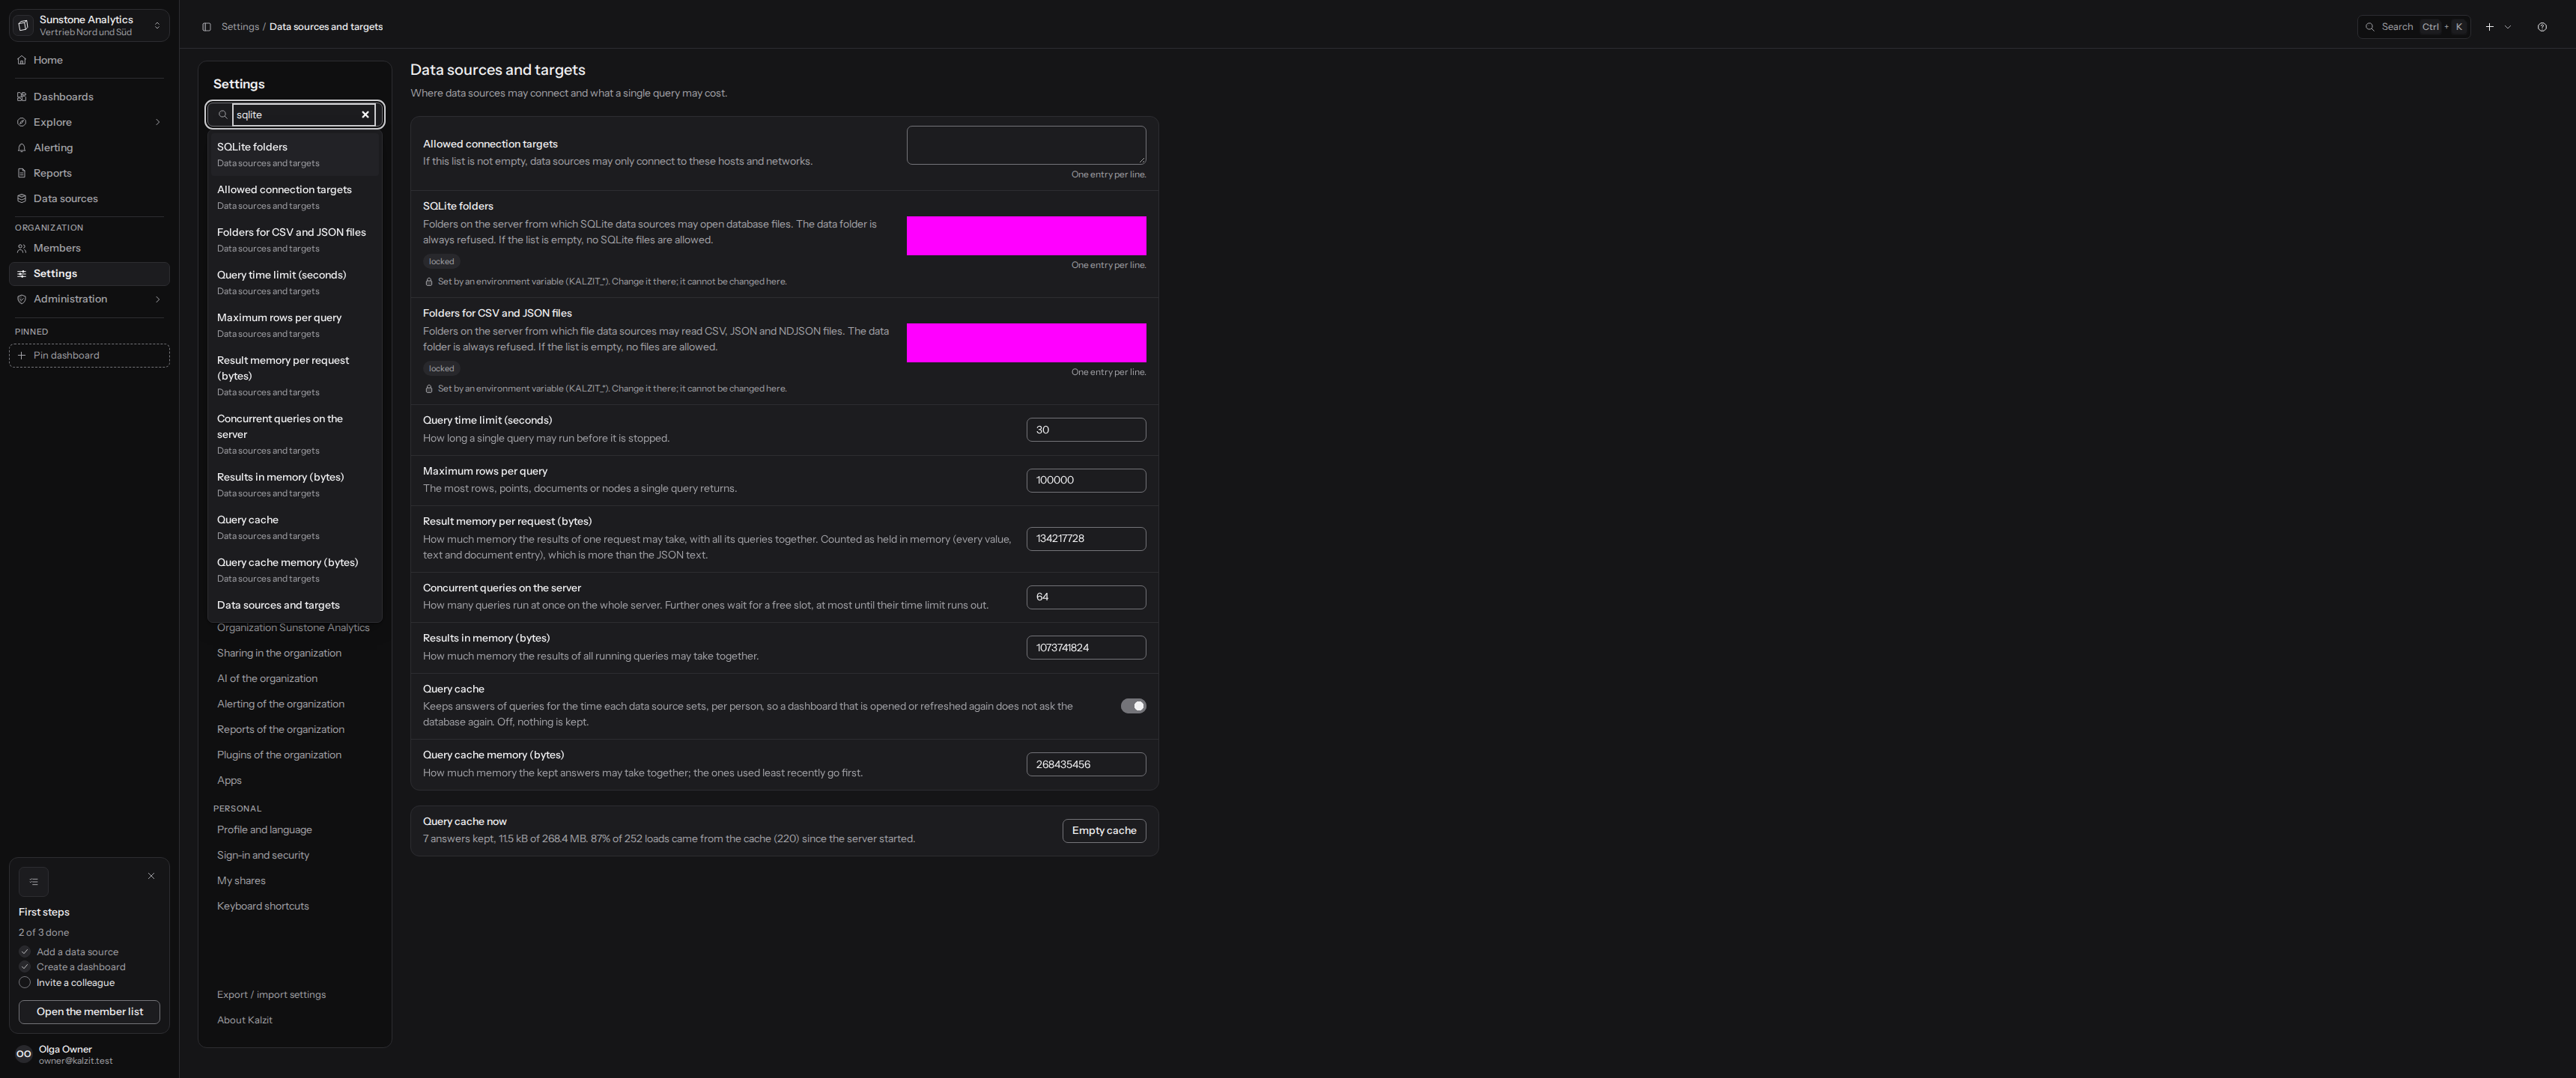 Sunstone Analytics
Vertrieb Nord und Süd
Home
Dashboards
Explore
Alerting
Reports
Data sources
ORGANIZATION
Members
Settings
Administration
PINNED
Pin dashboard
First steps
2 of 3 done
Add a data source
Create a dashboard
Invite a colleague
Open the member list
OO
Olga Owner
owner@kalzit.test
Settings / Data sources and targets
Search Ctrl + K
Settings
sqlite
SQLite folders
Data sources and targets
Allowed connection targets
Data sources and targets
Folders for CSV and JSON files
Data sources and targets
Query time limit (seconds)
Data sources and targets
Maximum rows per query
Data sources and targets
Result memory per request
(bytes)
Data sources and targets
Concurrent queries on the
server
Data sources and targets
Results in memory (bytes)
Data sources and targets
Query cache
Data sources and targets
Query cache memory (bytes)
Data sources and targets
Data sources and targets
Organization Sunstone Analytics
Sharing in the organization
AI of the organization
Alerting of the organization
Reports of the organization
Plugins of the organization
Apps
PERSONAL
Profile and language
Sign-in and security
My shares
Keyboard shortcuts
Export / import settings
About Kalzit
Data sources and targets
Where data sources may connect and what a single query may cost.
Allowed connection targets
If this list is not empty, data sources may only connect to these hosts and networks.
One entry per line.
SQLite folders
Folders on the server from which SQLite data sources may open database files. The data folder is
always refused. If the list is empty, no SQLite files are allowed.
locked
One entry per line.
Set by an environment variable (KALZIT_*). Change it there; it cannot be changed here.
Folders for CSV and JSON files
Folders on the server from which file data sources may read CSV, JSON and NDJSON files. The data
folder is always refused. If the list is empty, no files are allowed.
locked
One entry per line.
Set by an environment variable (KALZIT_*). Change it there; it cannot be changed here.
Query time limit (seconds)
How long a single query may run before it is stopped.
30
Maximum rows per query
The most rows, points, documents or nodes a single query returns.
100000
Result memory per request (bytes)
How much memory the results of one request may take, with all its queries together. Counted as held in memory (every value,
text and document entry), which is more than the JSON text.
134217728
Concurrent queries on the server
How many queries run at once on the whole server. Further ones wait for a free slot, at most until their time limit runs out.
64
Results in memory (bytes)
How much memory the results of all running queries may take together.
1073741824
Query cache
Keeps answers of queries for the time each data source sets, per person, so a dashboard that is opened or refreshed again does not ask the
database again. Off, nothing is kept.
Query cache memory (bytes)
How much memory the kept answers may take together; the ones used least recently go first.
268435456
Query cache now
7 answers kept, 11.5 kB of 268.4 MB. 87% of 252 loads came from the cache (220) since the server started.
Empty cache